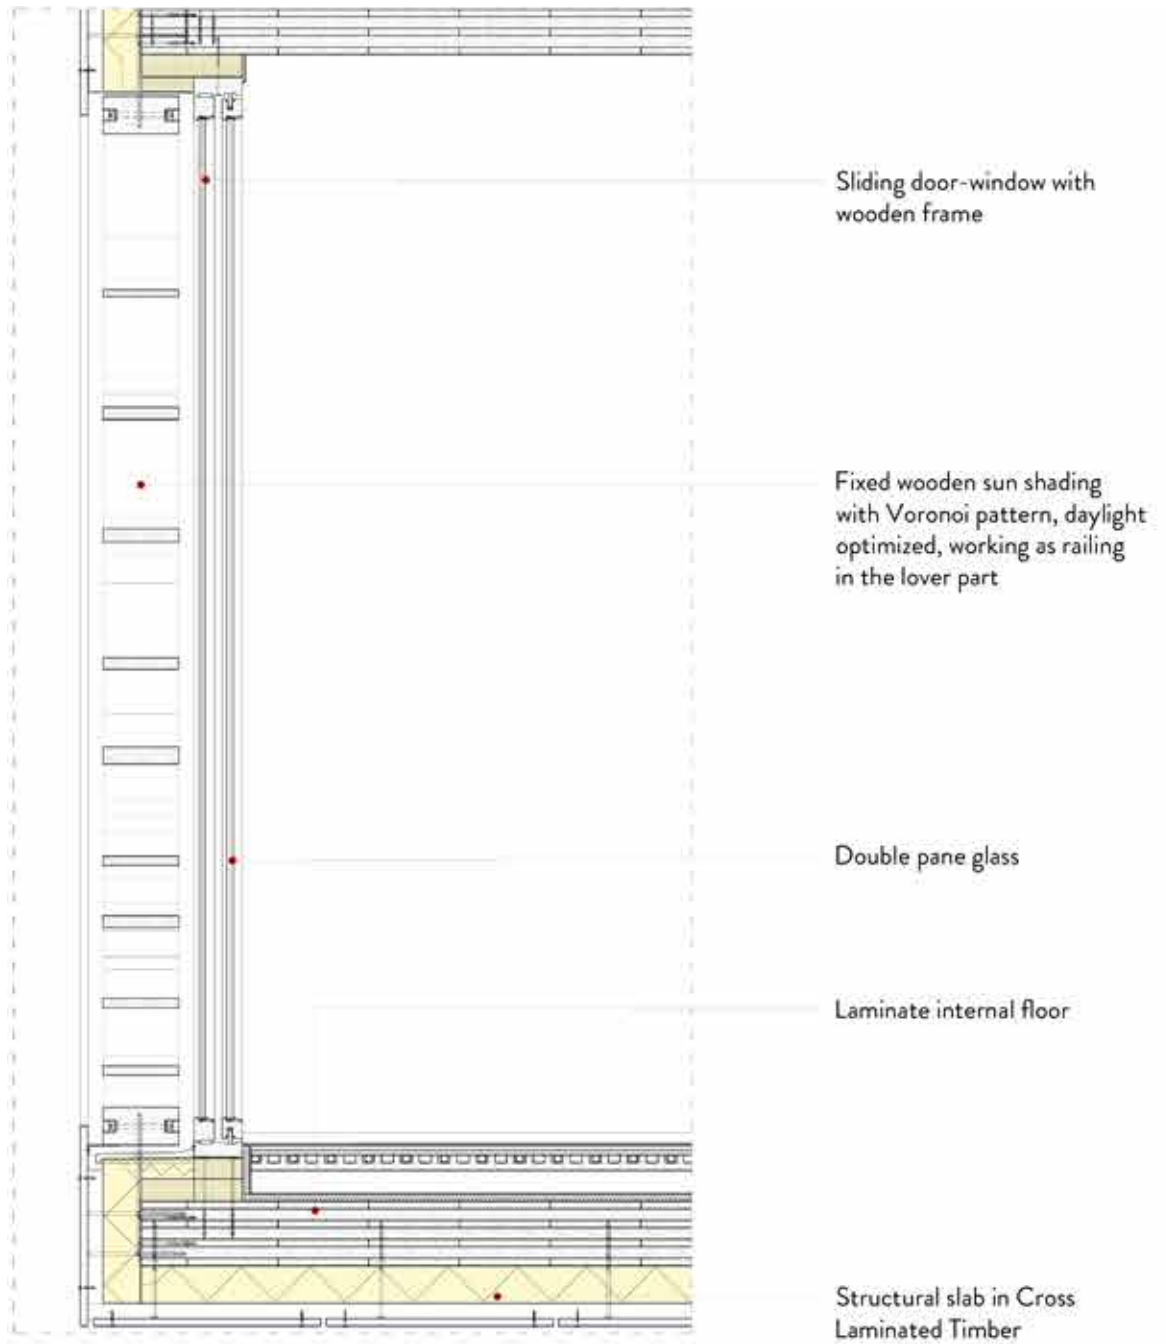 Sliding door-window with
wooden frame
Fixed wooden sun shading
with Voronoi pattern, daylight
optimized, working as railing
in the lover part
Double pane glass
Laminate internal floor
Structural slab in Cross
Laminated Timber